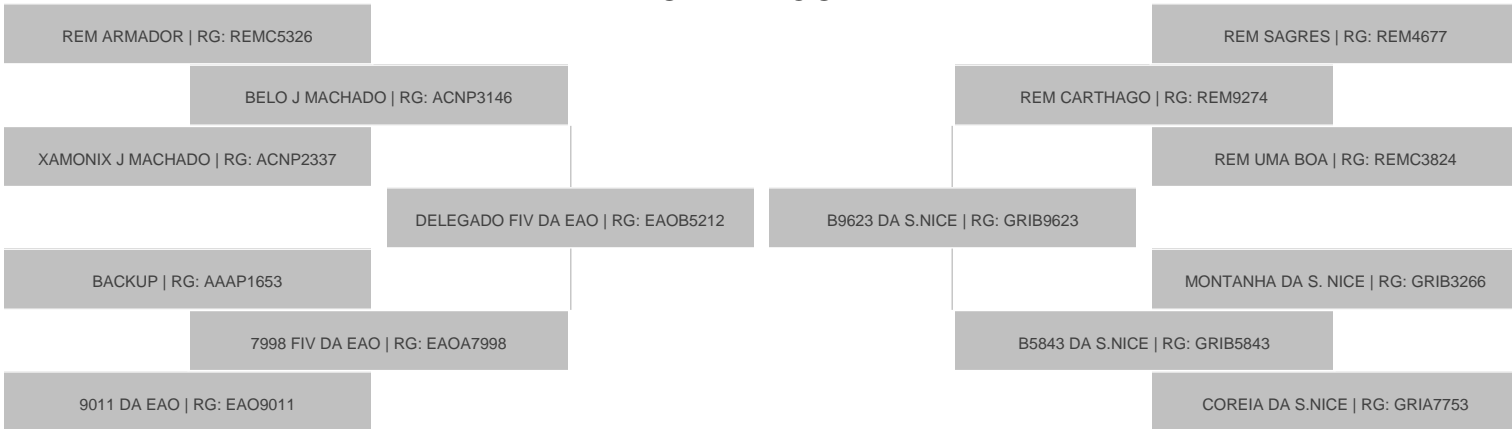 REM ARMADOR | RG: REMC5326
REM SAGRES | RG: REM4677
BELO J MACHADO | RG: ACNP3146
REM CARTHAGO | RG: REM9274
XAMONIX J MACHADO | RG: ACNP2337
REM UMA BOA | RG: REMC3824
DELEGADO FIV DA EAO | RG: EAOB5212
B9623 DA S.NICE | RG: GRIB9623
BACKUP | RG: AAAP1653
MONTANHA DA S. NICE | RG: GRIB3266
7998 FIV DA EAO | RG: EAOA7998
B5843 DA S.NICE | RG: GRIB5843
9011 DA EAO | RG: EAO9011
COREIA DA S.NICE | RG: GRIA7753